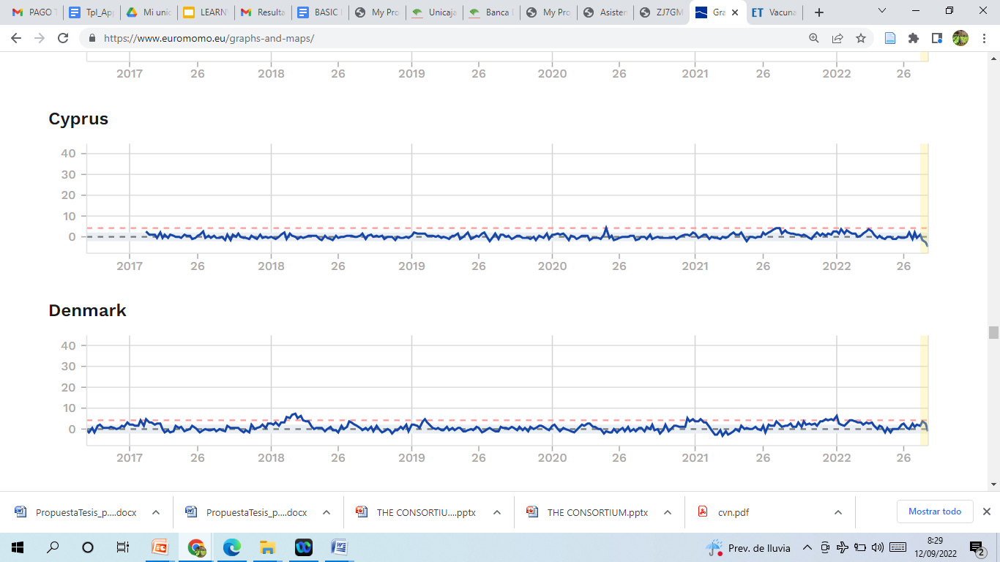 PAGO T
Tpl_App
Mi unid
LEARN
Resulta
BASIC I
My Pro
Unicaja
Banca I
My Pro
Asisten
ZJ7GM
Gra
ET Vacuna
https://www.euromomo.eu/graphs-and-maps/
2017 26 2018 26 2019 26 2020 26 2021 26 2022 26
Cyprus
40
30
20
10
0
2017 26 2018 26 2019 26 2020 26 2021 26 2022 26
Denmark
40
30
20
10
0
2017 26 2018 26 2019 26 2020 26 2021 26 2022 26
PropuestaTesis_p....docx
PropuestaTesis_p....docx
THE CONSORTIU....pptx
THE CONSORTIUM.pptx
cvn.pdf
Mostrar todo
Prev. de lluvia
8:29
12/09/2022
2